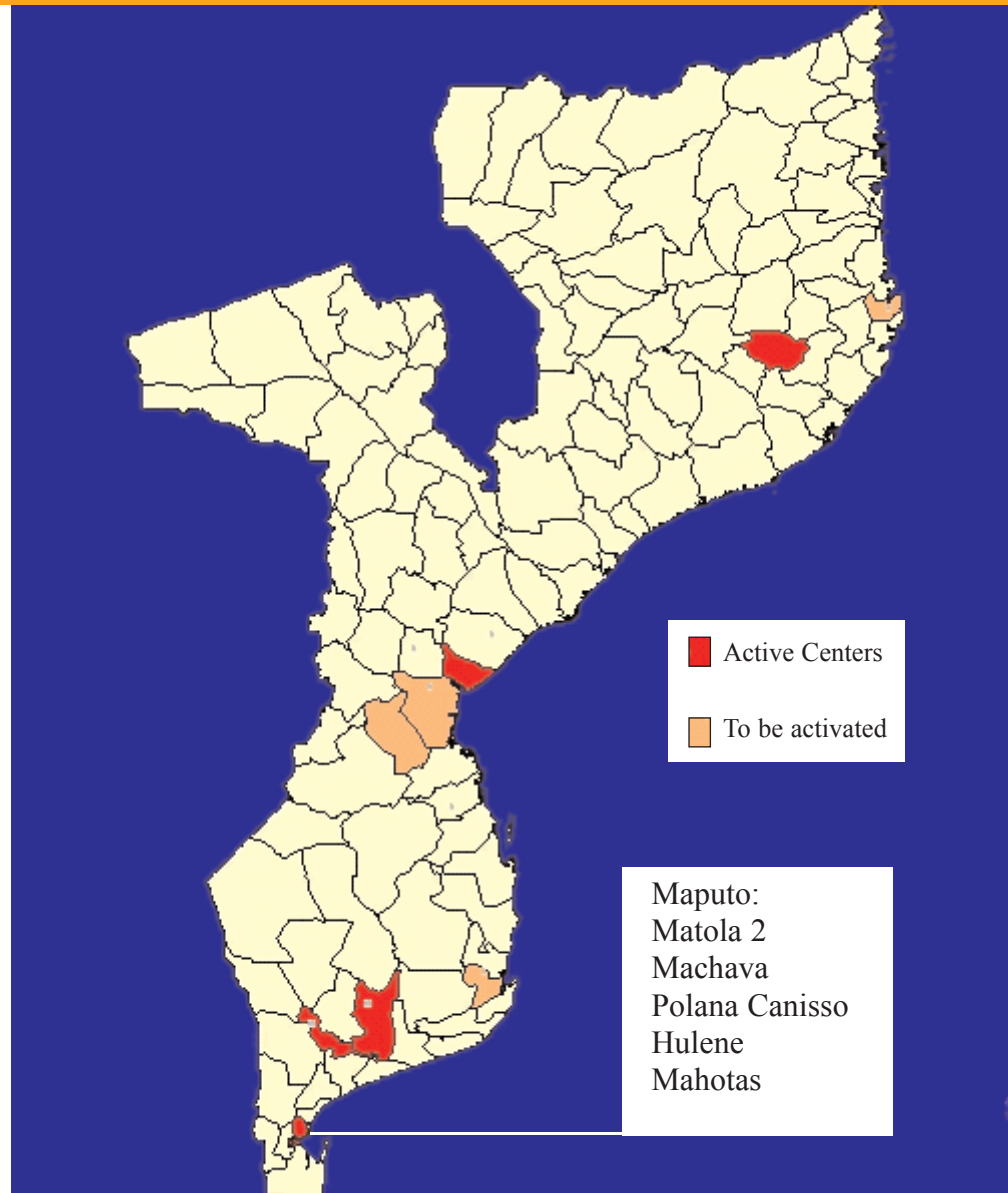 Active Centers
To be activated
Maputo:
Matola 2
Machava
Polana Canisso
Hulene
Mahotas